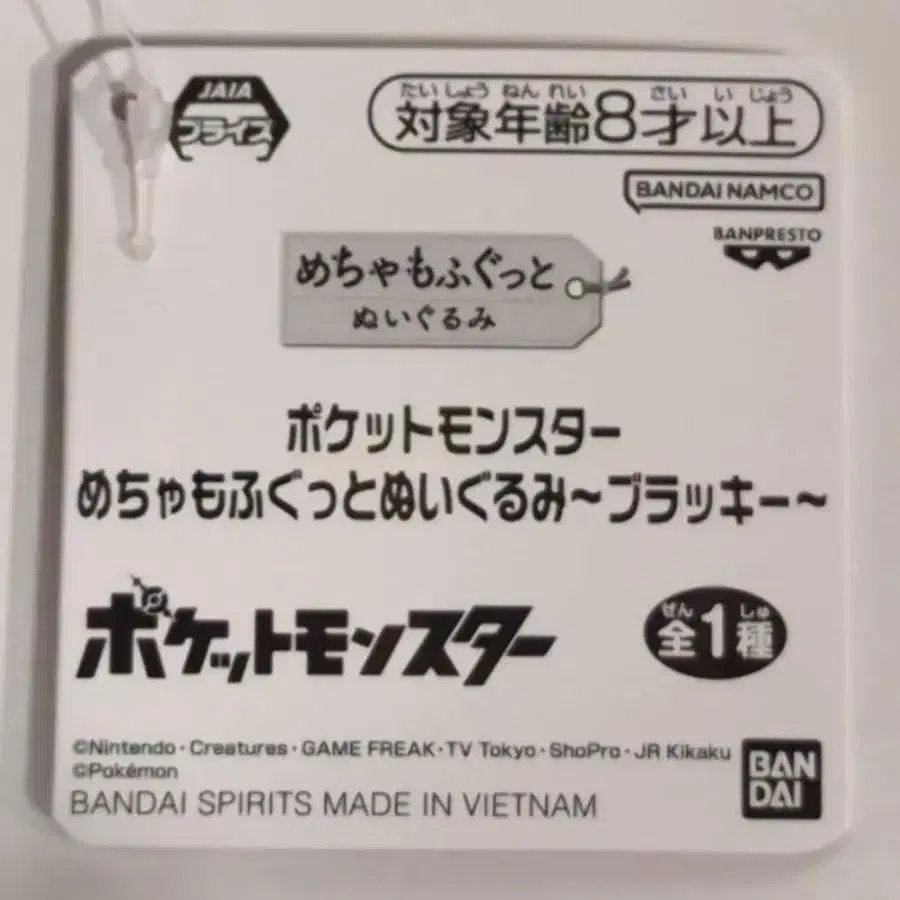 JAIA
プライズ
たいしょうねんれい さいいじょう
対象年齢8才以上
BANDAI NAMCO
BANPRESTO
めちゃもふぐっと
ぬいぐるみ
ポケットモンスター
めちゃもふぐっとぬいぐるみ～ブラッキー～
ポケットモンスター
ぜん しゅ
全1種
©Nintendo・Creatures・GAME FREAK・TV Tokyo・ShoPro・JR Kikaku
©Pokémon
BANDAI SPIRITS MADE IN VIETNAM
BAN
DAI